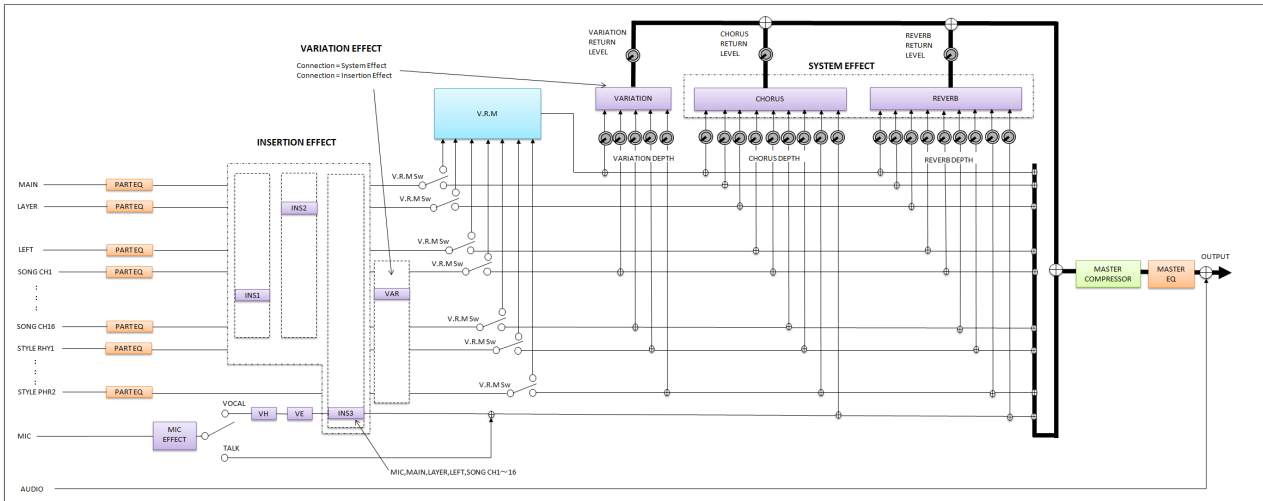 VARIATION
RETURN
LEVEL
CHORUS
RETURN
LEVEL
REVERB
RETURN
LEVEL
VARIATION EFFECT
Connection = System Effect
Connection = Insertion Effect
SYSTEM EFFECT
VARIATION
CHORUS
REVERB
V.R.M
INSERTION EFFECT
VARIATION DEPTH
CHORUS DEPTH
REVERB DEPTH
MAIN
PART EQ
V.R.M Sw
LAYER
PART EQ
INS2
V.R.M Sw
LEFT
PART EQ
V.R.M Sw
SONG CH1
PART EQ
V.R.M Sw
INS1
VAR
MASTER
COMPRESSOR
MASTER
EQ
OUTPUT
SONG CH16
PART EQ
V.R.M Sw
STYLE RHY1
PART EQ
V.R.M Sw
STYLE PHR2
PART EQ
V.R.M Sw
VOCAL
VH
VE
INS3
MIC
MIC
EFFECT
TALK
MIC,MAIN,LAYER,LEFT,SONG CH1～16
AUDIO